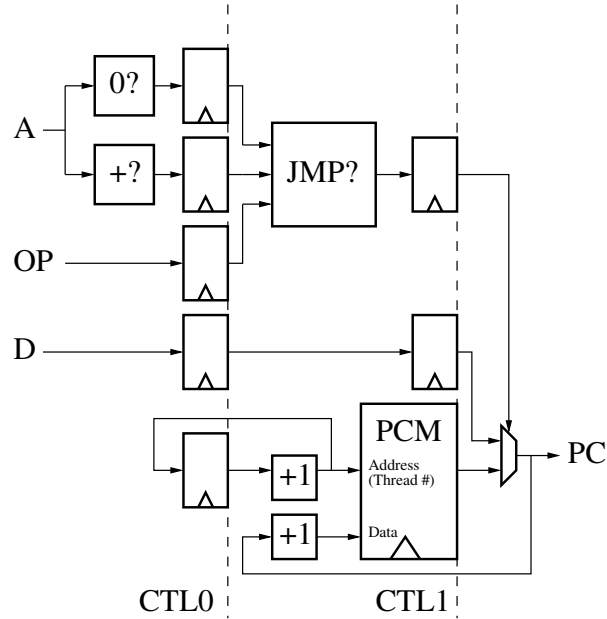 0?
A
+?
JMP?
OP
D
PCM
Address
(Thread #)
+1
PC
Data
+1
CTL0
CTL1